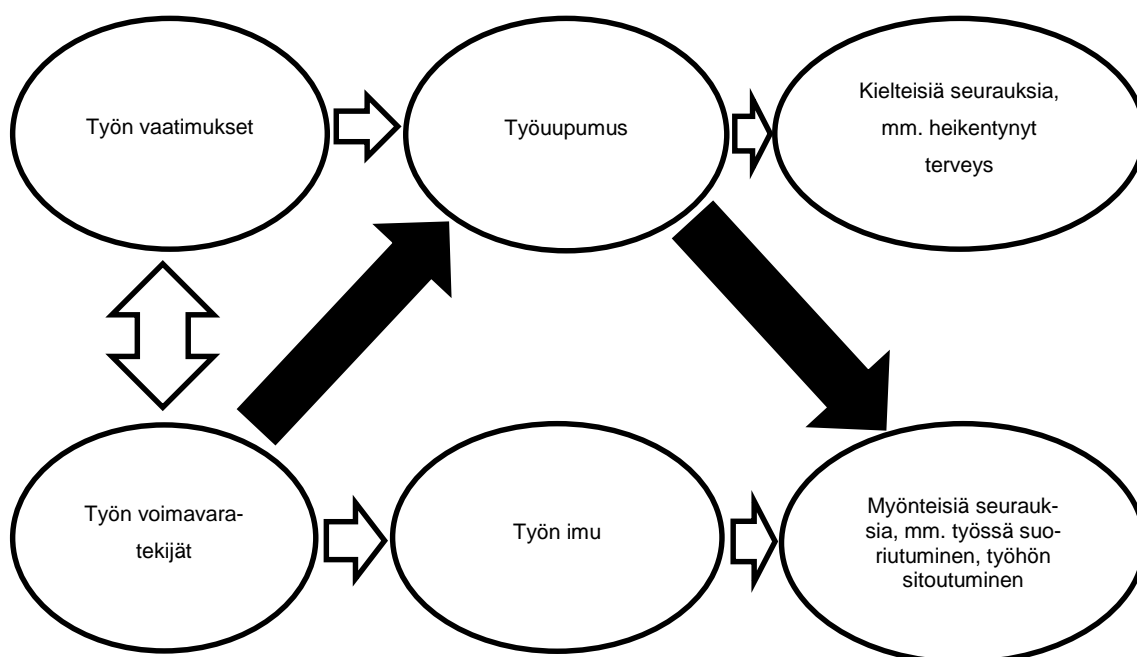 Työn vaatimukset
Työuupumus
Kielteisiä seurauksia,
mm. heikentynyt
terveys
Työn voimavara-
tekijät
Työn imu
Myönteisiä seurauk-
sia, mm. työssä suo-
riutuminen, työhön
sitoutuminen